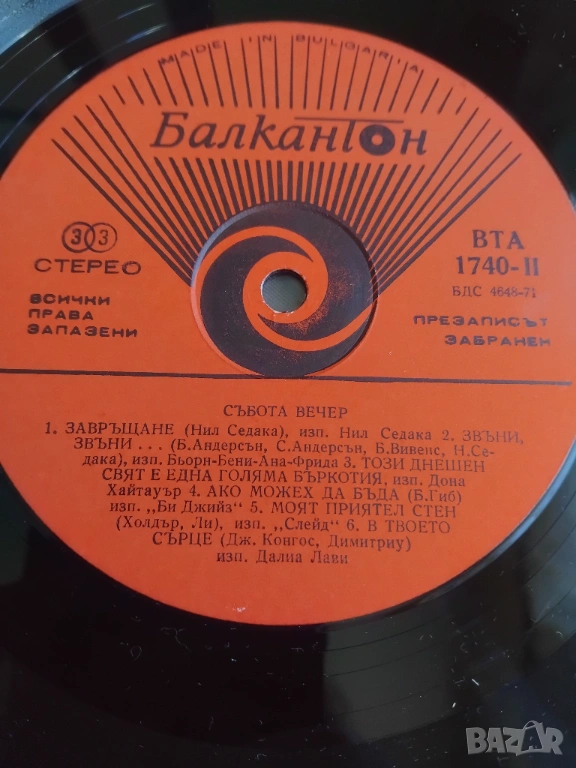 MADE IN BULGARIA
Балкантон
33
СТЕРЕО
ВСИЧКИ
ПРАВА
ЗАПАЗЕНИ
ВТА
1740-II
БДС 4648-71
ПРЕЗАПИСЪТ
ЗАБРАНЕН
СЪБОТА ВЕЧЕР
1. ЗАВРЪЩАНЕ (Нил Седака), изп. Нил Седака 2. ЗВЪНИ,
ЗВЪНИ . . . (Б.Андерсън, С.Андерсън, Б.Вивенс, Н.Се-
дака), изп. Бьорн-Бени-Ана-Фрида 3. ТОЗИ ДНЕШЕН
СВЯТ Е ЕДНА ГОЛЯМА БЪРКОТИЯ, изп. Дона
Хайтауър 4. АКО МОЖЕХ ДА БЪДА (Б.Гиб)
изп. ,,Би Джийз" 5. МОЯТ ПРИЯТЕЛ СТЕН
(Холдър, Ли), изп. ,,Слейд" 6. В ТВОЕТО
СЪРЦЕ (Дж. Конгос, Димитриу)
изп. Далиа Лави
BAZAR